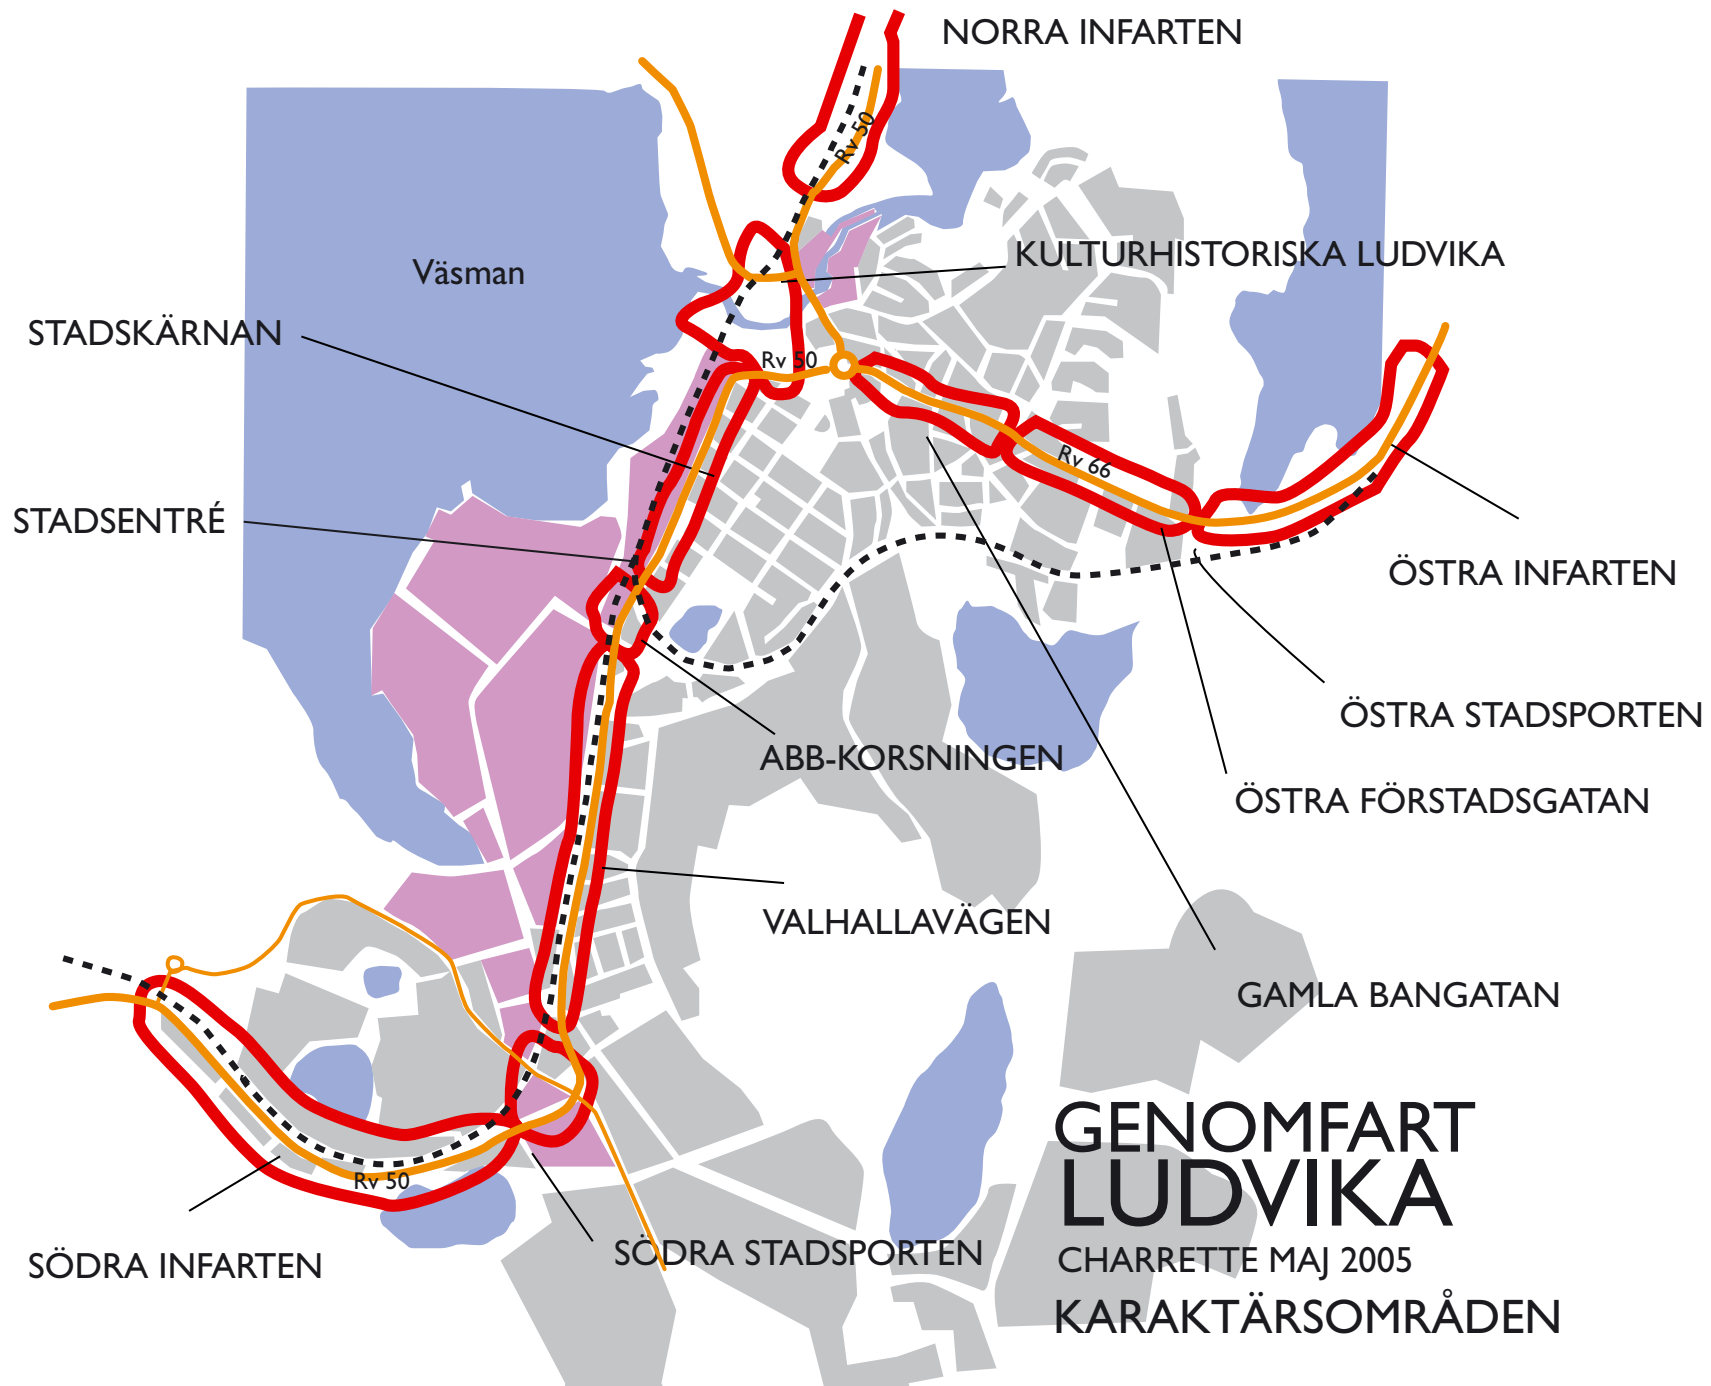 NORRA INFARTEN
Rv 50
KULTURHISTORISKA LUDVIKA
Väsman
STADSKÄRNAN
Rv 50
Rv 66
STADSENTRÉ
ÖSTRA INFARTEN
ÖSTRA STADSPORTEN
ABB-KORSNINGEN
ÖSTRA FÖRSTADSGATAN
VALHALLAVÄGEN
GAMLA BANGATAN
Rv 50
SÖDRA INFARTEN
SÖDRA STADSPORTEN
GENOMFART
LUDVIKA
CHARRETTE MAJ 2005
KARAKTÄRSOMRÅDEN